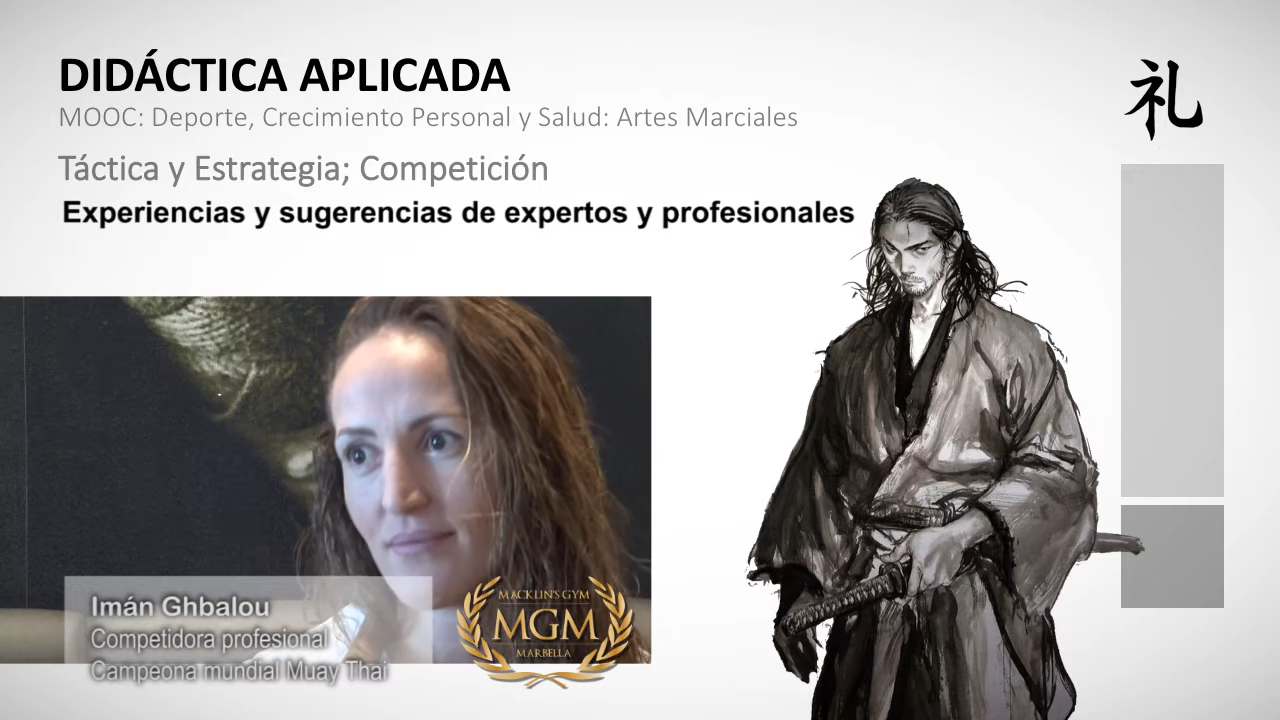 DIDÁCTICA APLICADA
礼
MOOC: Deporte, Crecimiento Personal y Salud: Artes Marciales
Táctica y Estrategia; Competición
Experiencias y sugerencias de expertos y profesionales
Imán Ghbalou
Competidora profesional
Campeona mundial Muay Thai
MACKLIN'S GYM
MGM
MARBELLA